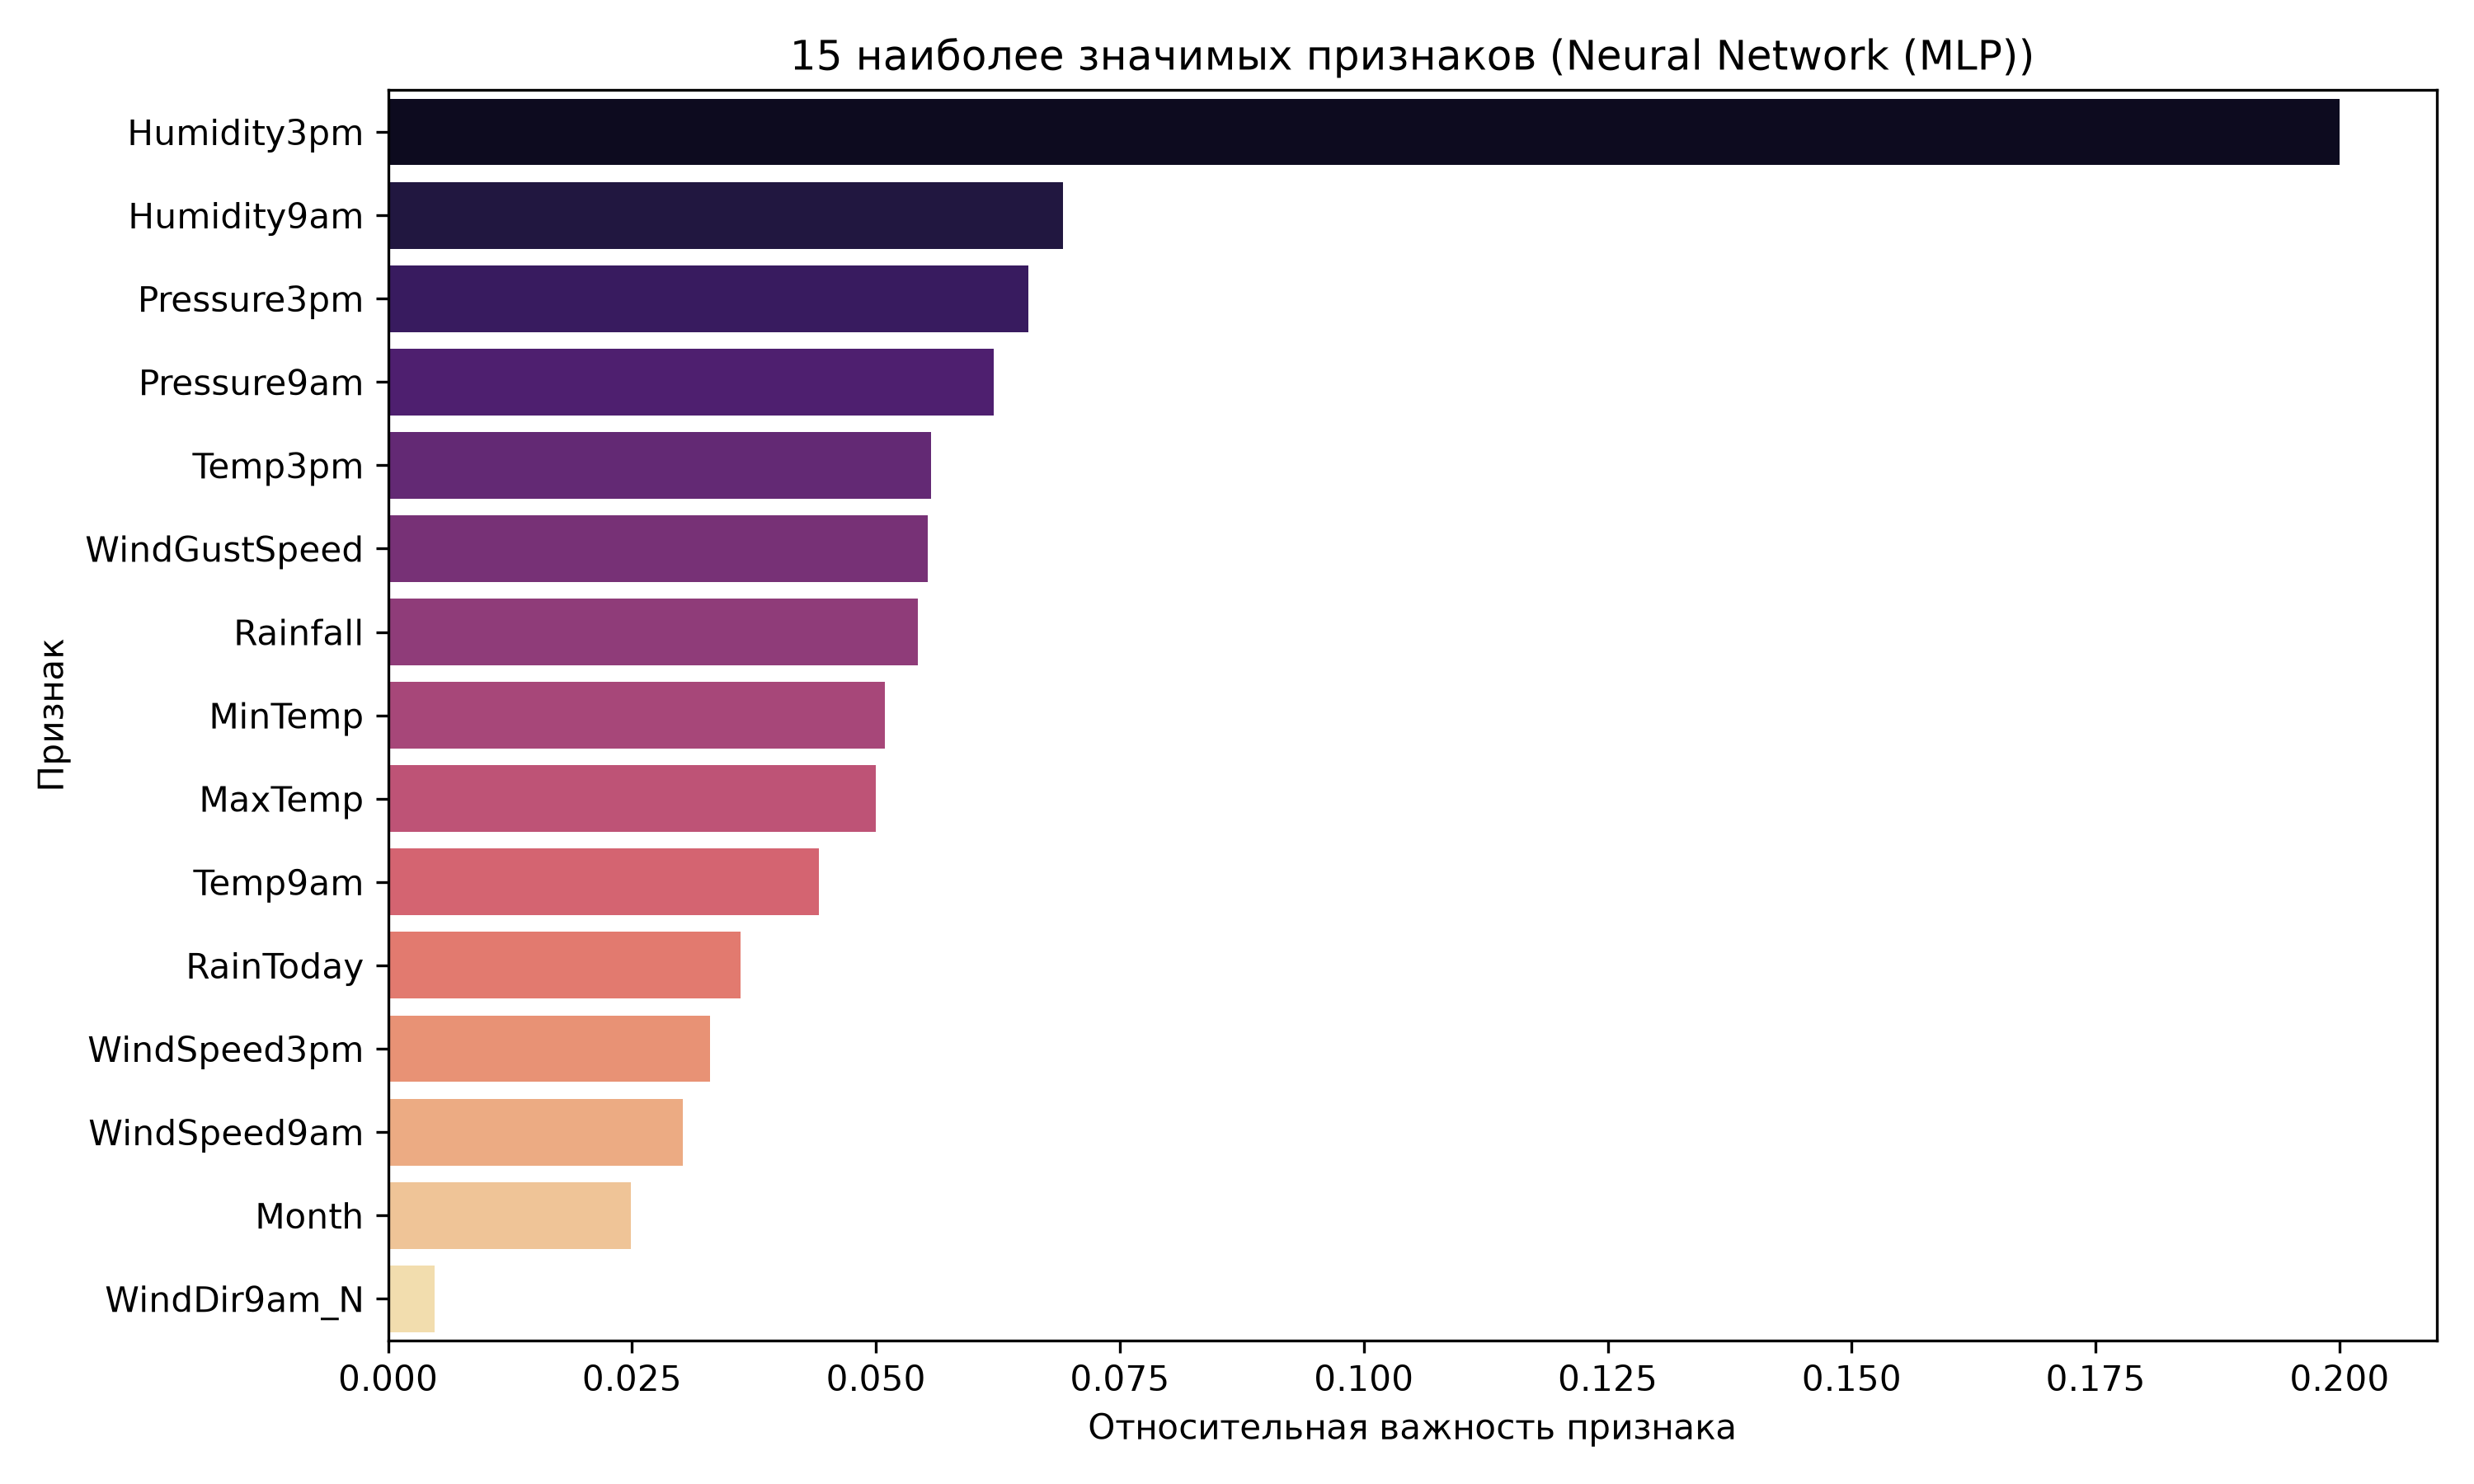 15 наиболее значимых признаков (Neural Network (MLP))
Признак
Humidity3pm
Humidity9am
Pressure3pm
Pressure9am
Temp3pm
WindGustSpeed
Rainfall
MinTemp
MaxTemp
Temp9am
RainToday
WindSpeed3pm
WindSpeed9am
Month
WindDir9am_N
0.000 0.025 0.050 0.075 0.100 0.125 0.150 0.175 0.200
Относительная важность признака